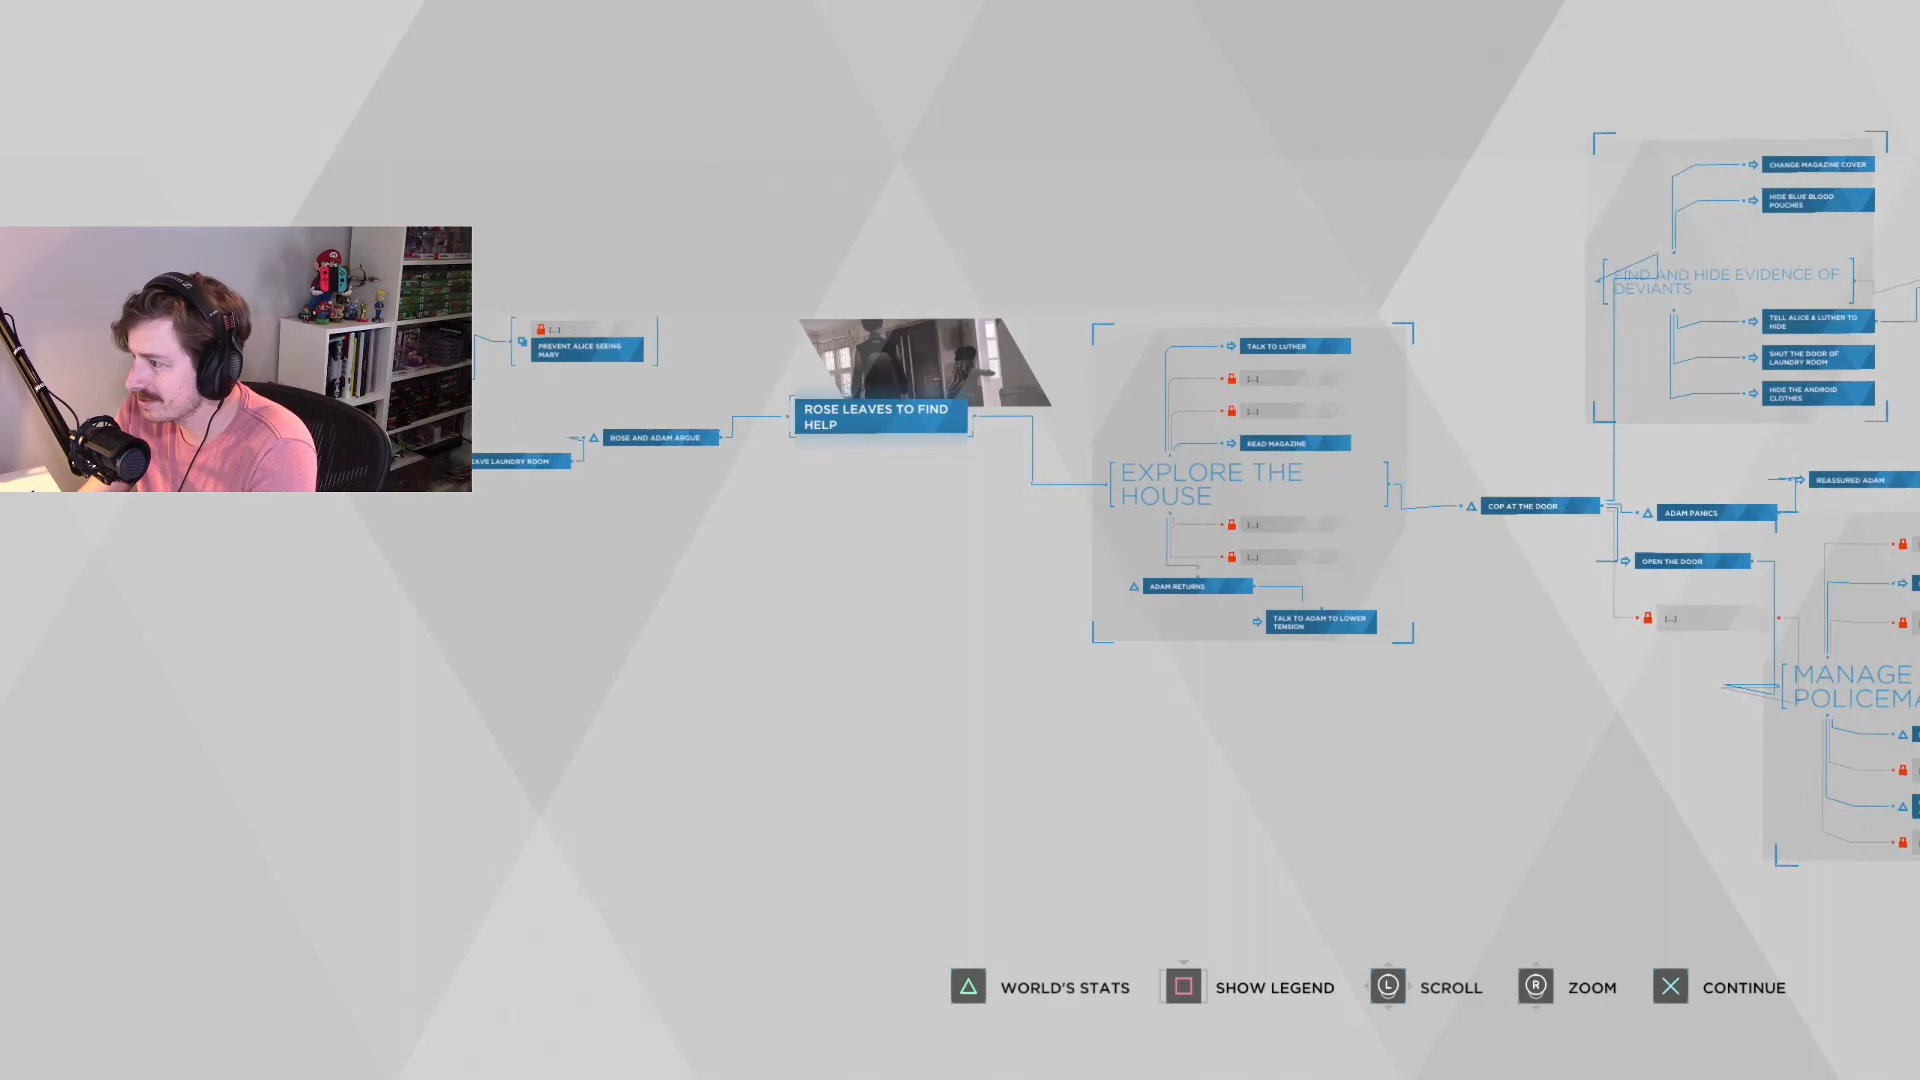 [...]
PREVENT ALICE SEEING
MARY
EAVE LAUNDRY ROOM
ROSE AND ADAM ARGUE
ROSE LEAVES TO FIND
HELP
TALK TO LUTHER
[...]
[...]
READ MAGAZINE
EXPLORE THE
HOUSE
[...]
[...]
ADAM RETURNS
TALK TO ADAM TO LOWER
TENSION
COP AT THE DOOR
CHANGE MAGAZINE COVER
HIDE BLUE BLOOD
POUCHES
FIND AND HIDE EVIDENCE OF
DEVIANTS
TELL ALICE & LUTHER TO
HIDE
SHUT THE DOOR OF
LAUNDRY ROOM
HIDE THE ANDROID
CLOTHES
REASSURED ADAM
ADAM PANICS
OPEN THE DOOR
[...]
MANAGE
POLICEMA
WORLD'S STATS
SHOW LEGEND
L
SCROLL
R
ZOOM
CONTINUE